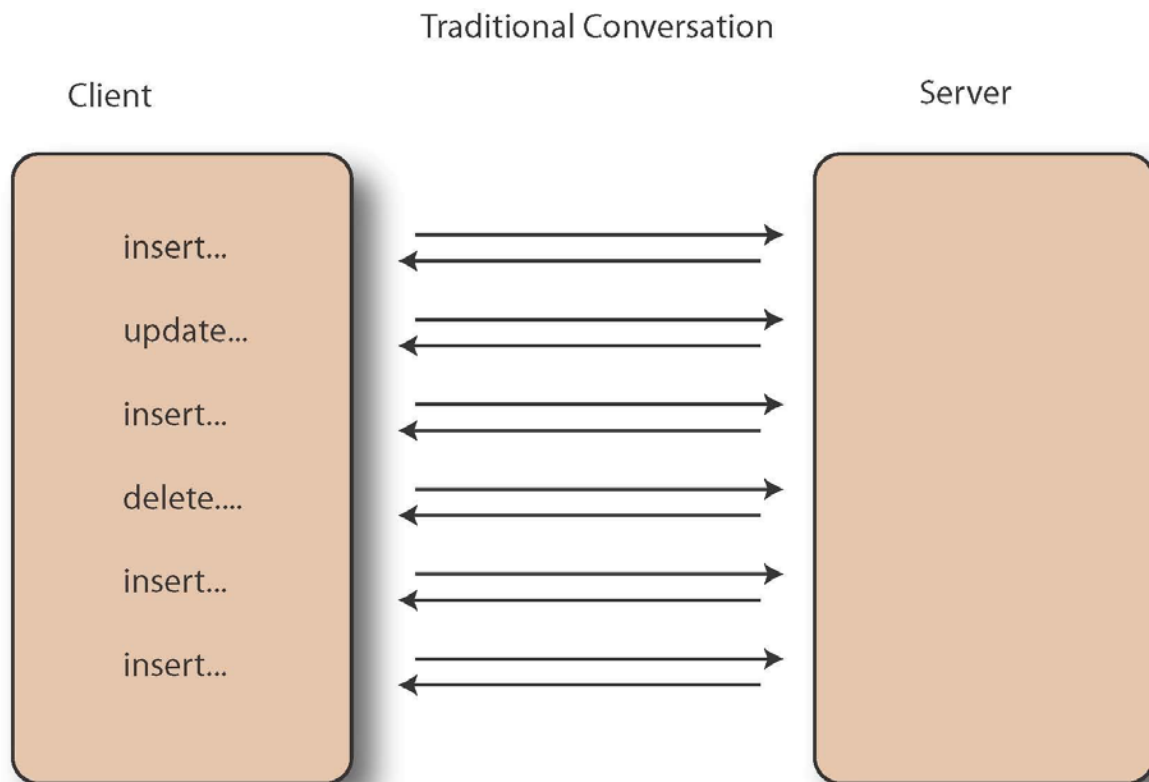 Traditional Conversation
Client
Server
insert...
update...
insert...
delete....
insert...
insert...